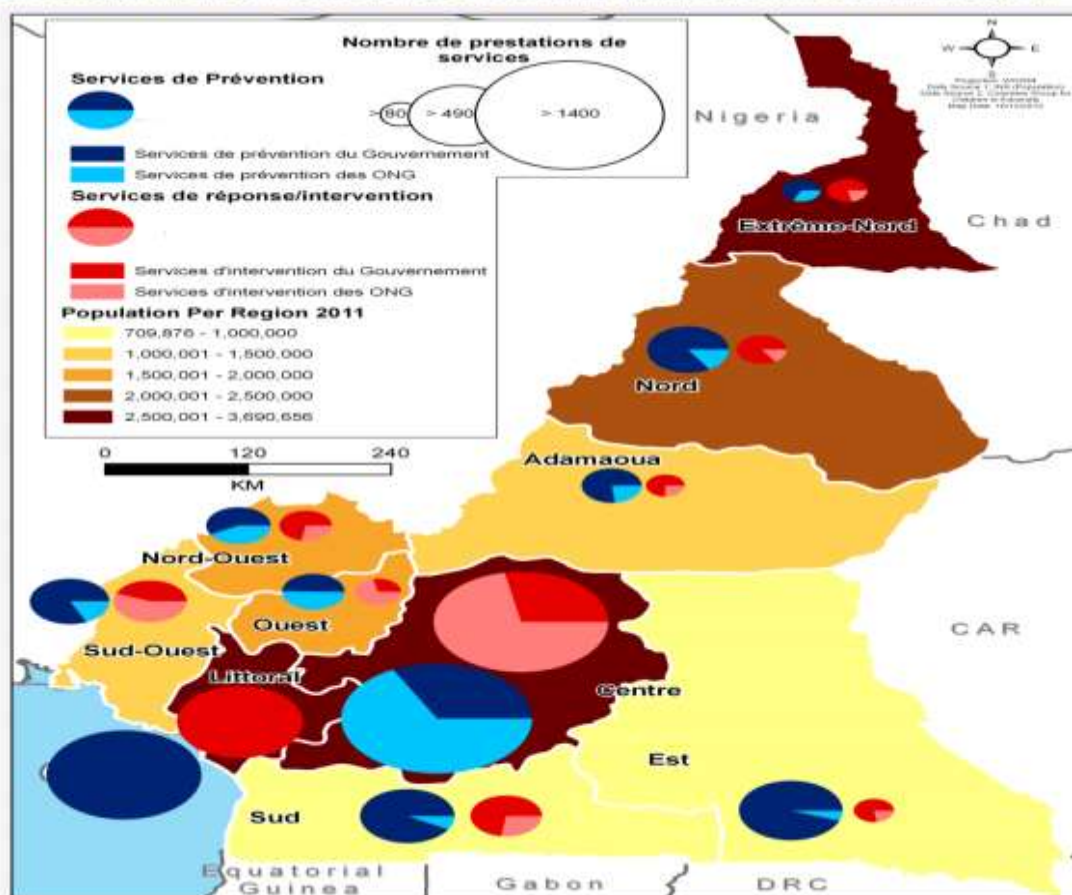 Nombre de prestations de
services
Services de Prévention
> 80
> 490
> 1400
Services de prévention du Gouvernement
Services de prévention des ONG
Services de réponse/intervention
Services d'intervention du Gouvernement
Services d'intervention des ONG
Population Per Region 2011
709,876 - 1,000,000
1,000,001 - 1,500,000
1,500,001 - 2,000,000
2,000,001 - 2,500,000
2,500,001 - 3,690,656
0 120 240
KM
N
W E
S
Nigeria
Chad
Extrême-Nord
Nord
Adamaoua
Nord-Ouest
Ouest
Sud-Ouest
Littoral
Centre
CAR
Est
Sud
Equatorial
Guinea
Gabon
DRC